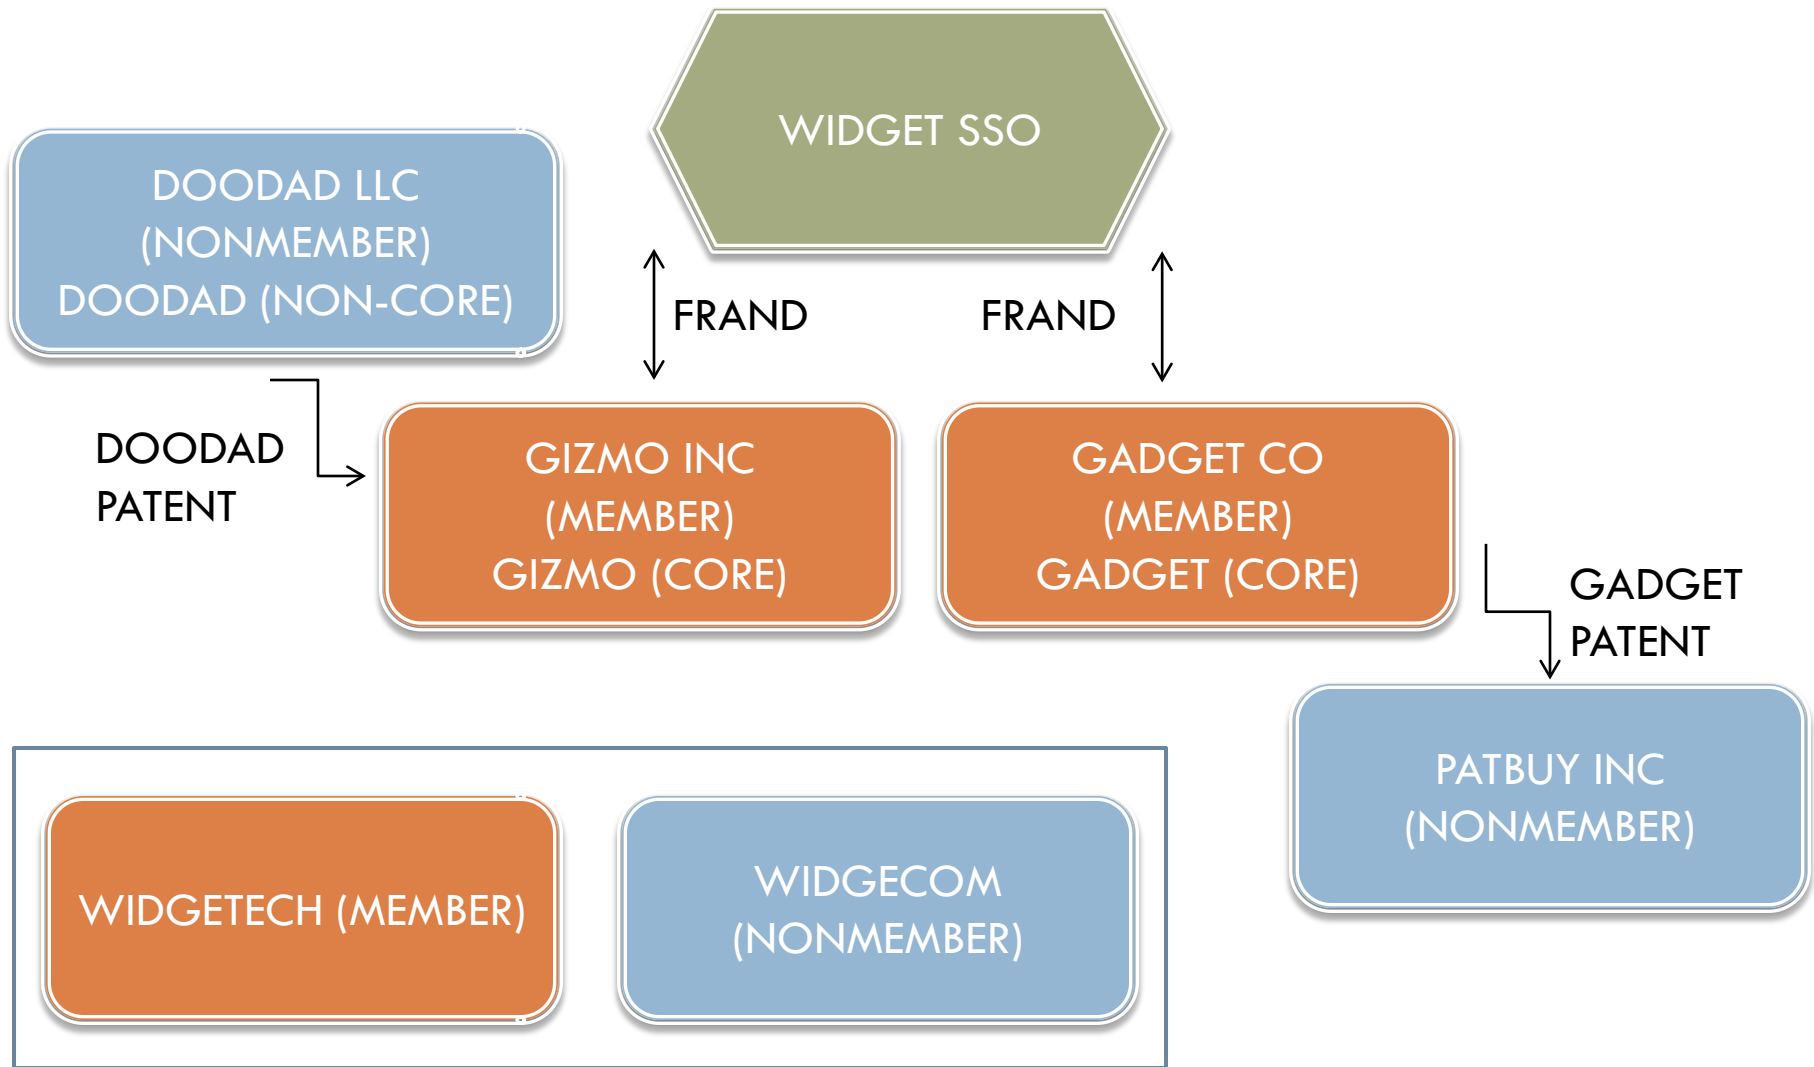 WIDGET SSO
DOODAD LLC
(NONMEMBER)
DOODAD (NON-CORE)
FRAND
FRAND
DOODAD
PATENT
GIZMO INC
(MEMBER)
GIZMO (CORE)
GADGET CO
(MEMBER)
GADGET (CORE)
GADGET
PATENT
PATBUY INC
(NONMEMBER)
WIDGETECH (MEMBER)
WIDGECOM
(NONMEMBER)